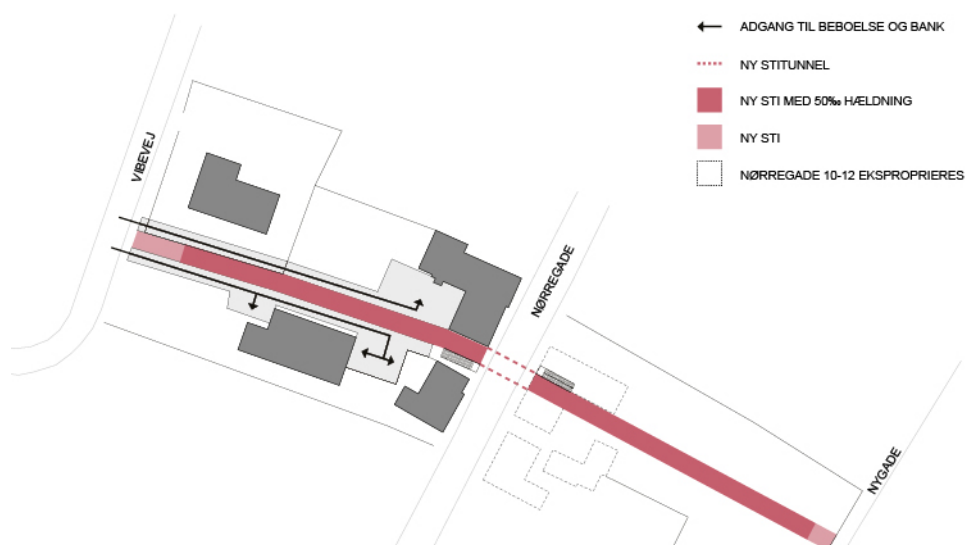 ADGANG TIL BEBOELSE OG BANK
NY STITUNNEL
NY STI MED 50‰ HÆLDNING
NY STI
NØRREGADE 10-12 EKSPROPRIERES
VIBEVEJ
NØRREGADE
NYGADE